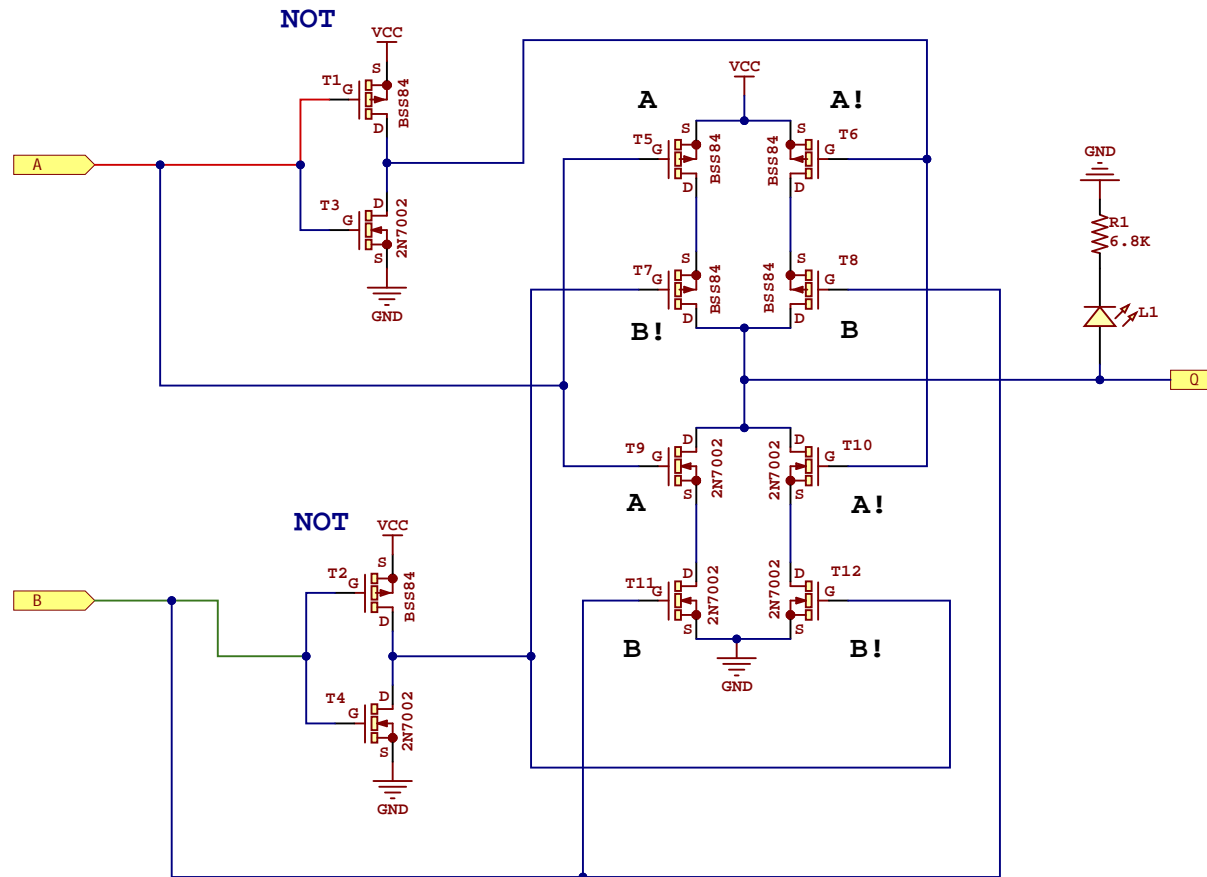 NOT
VCC
S
T1
G
BSS84
D
A
T3
D
G
2N7002
S
GND
VCC
A
A!
S
S
T5
G
BSS84
BSS84
G
T6
D
D
S
S
T7
G
BSS84
BSS84
G
T8
D
D
B!
B
GND
R1
6.8K
L1
Q
D
D
T9
G
2N7002
2N7002
G
T10
S
S
A
A!
D
D
T11
G
2N7002
2N7002
G
T12
S
S
B
B!
GND
NOT
VCC
S
T2
G
BSS84
D
B
T4
D
G
2N7002
S
GND